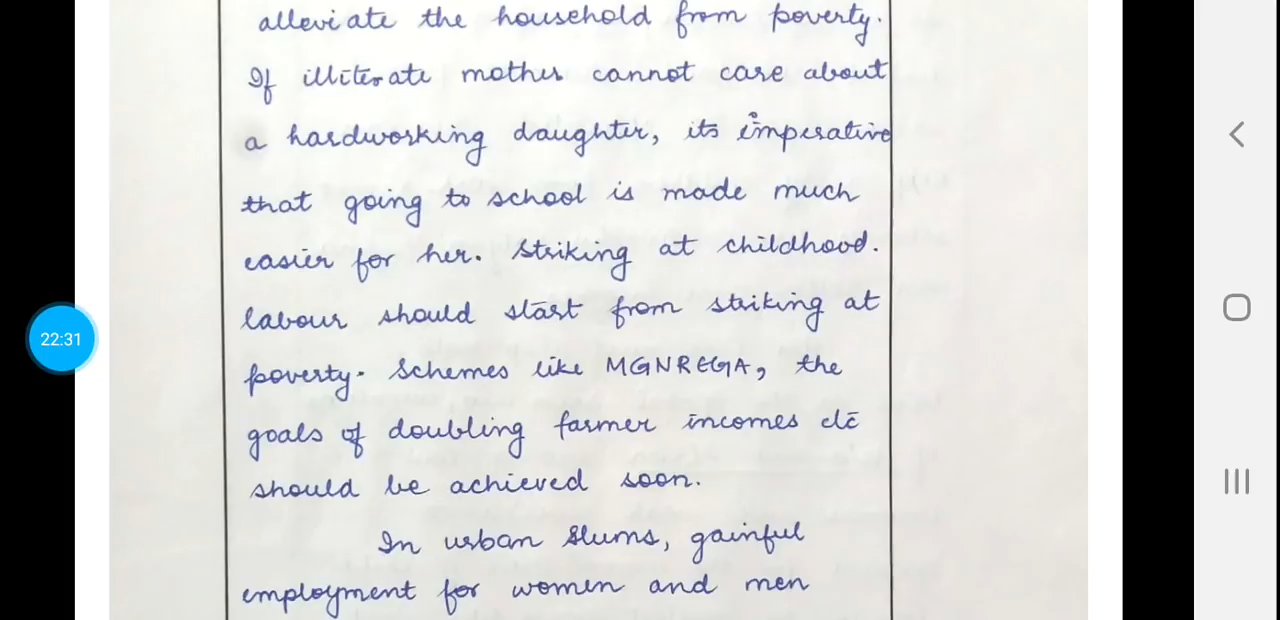 alleviate the household from poverty.
If illiterate mother cannot care about
a hardworking daughter, its imperative
that going to school is made much
easier for her. Striking at childhood.
labour should start from striking at
22:31
poverty. Schemes like MGNREGA, the
goals of doubling farmer incomes etc
should be achieved soon.
In urban slums, gainful
employment for women and men